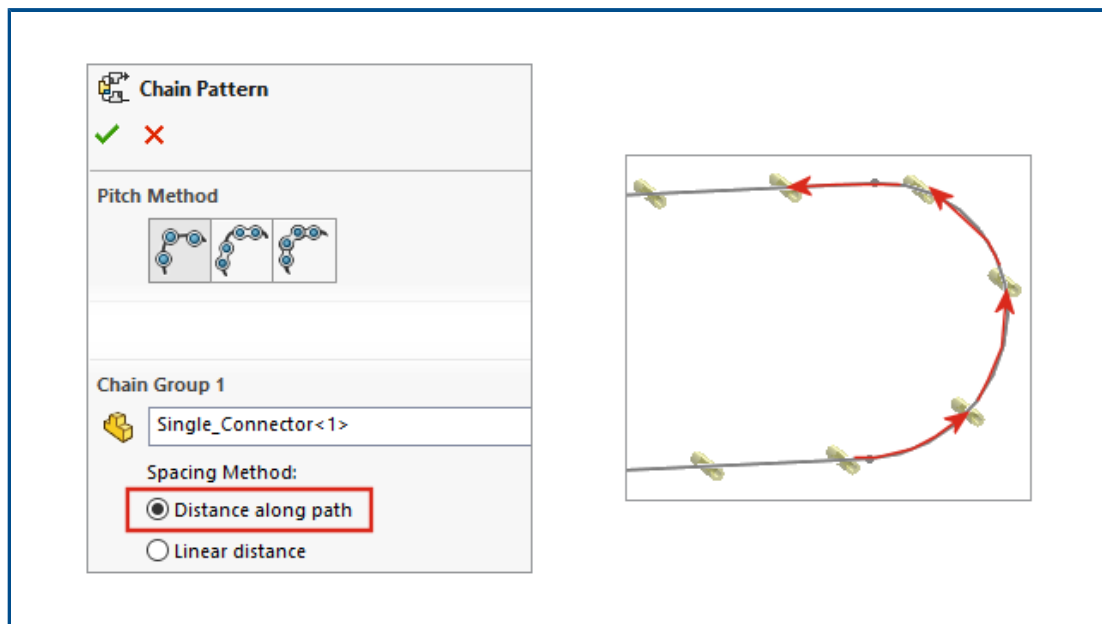 Chain Pattern
Pitch Method
Chain Group 1
Single_Connector<1>
Spacing Method:
Distance along path
Linear distance